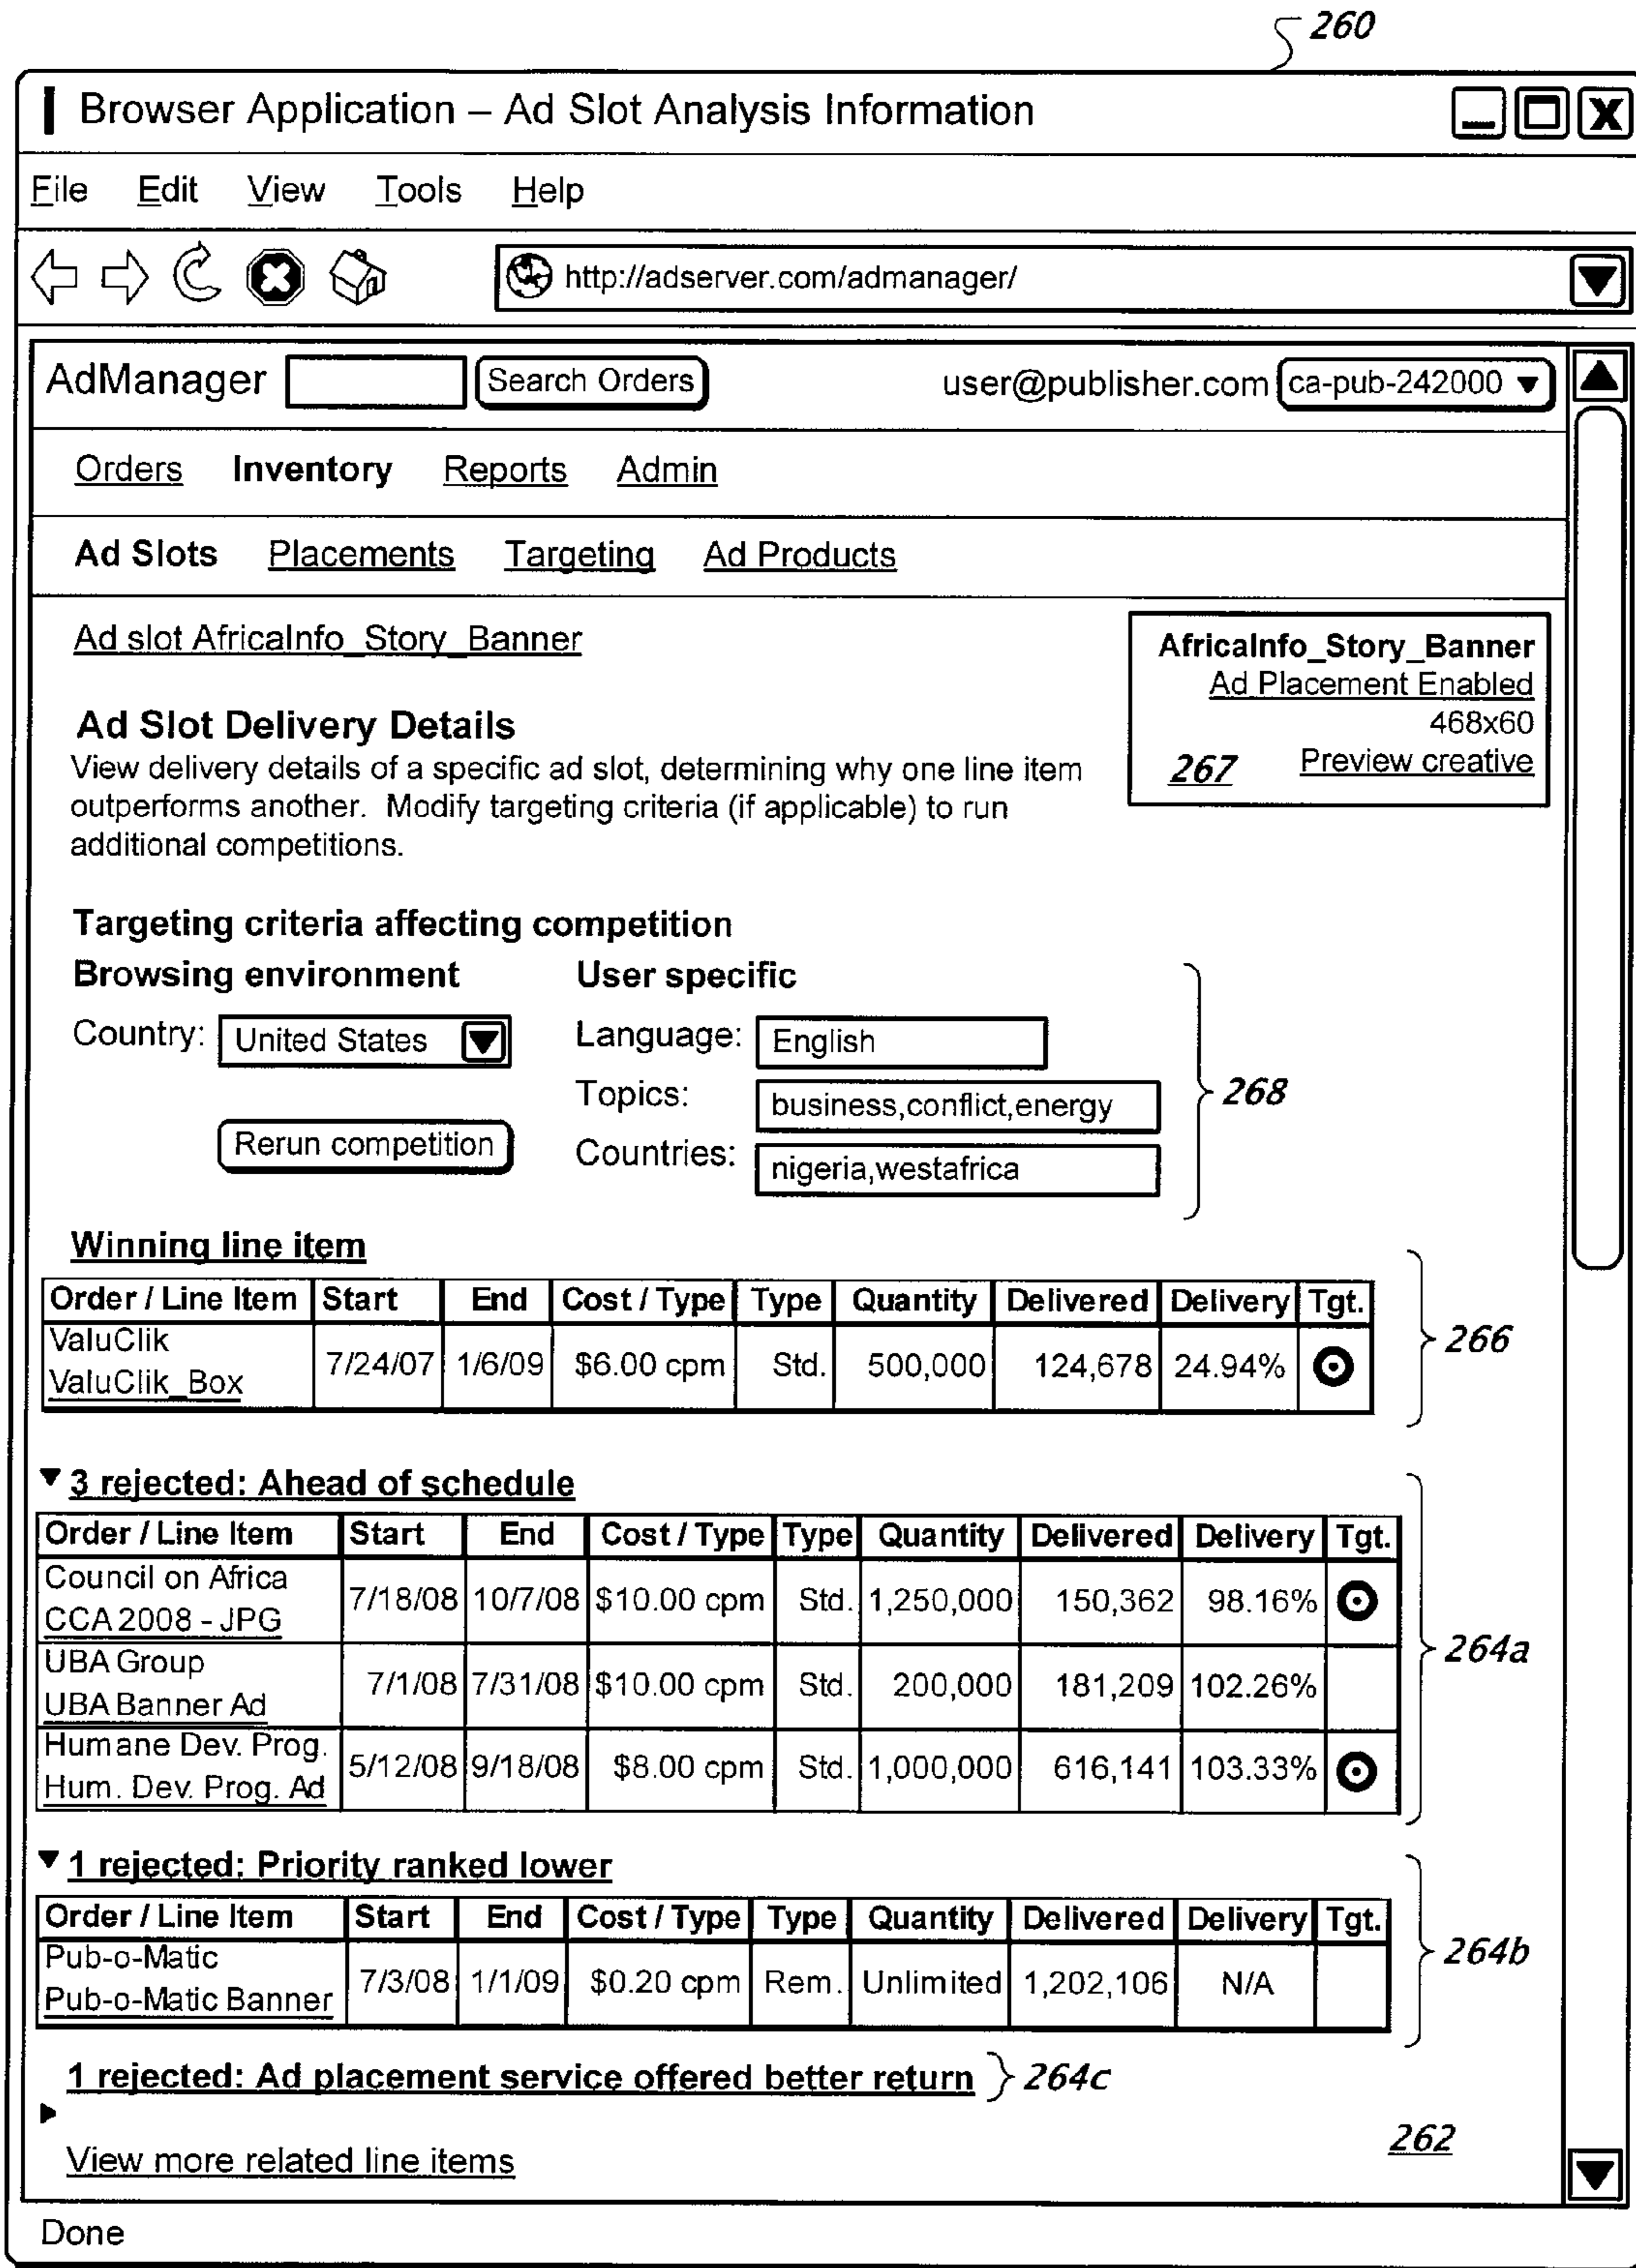 260
Browser Application – Ad Slot Analysis Information
File Edit View Tools Help
http://adserver.com/admanager/
AdManager Search Orders user@publisher.com ca-pub-242000
Orders Inventory Reports Admin
Ad Slots Placements Targeting Ad Products
Ad slot AfricaInfo_Story_Banner
AfricaInfo_Story_Banner
Ad Placement Enabled
468x60
267 Preview creative
Ad Slot Delivery Details
View delivery details of a specific ad slot, determining why one line item
outperforms another. Modify targeting criteria (if applicable) to run
additional competitions.
Targeting criteria affecting competition
Browsing environment User specific
Country: United States Language: English
Topics: business,conflict,energy
268
Rerun competition Countries: nigeria,westafrica
Winning line item
Order / Line Item Start End Cost / Type Type Quantity Delivered Delivery Tgt.
ValuClik
ValuClik_Box 7/24/07 1/6/09 $6.00 cpm Std. 500,000 124,678 24.94%
266
3 rejected: Ahead of schedule
Order / Line Item Start End Cost / Type Type Quantity Delivered Delivery Tgt.
Council on Africa
CCA 2008 - JPG 7/18/08 10/7/08 $10.00 cpm Std. 1,250,000 150,362 98.16%
UBA Group
UBA Banner Ad 7/1/08 7/31/08 $10.00 cpm Std. 200,000 181,209 102.26%
264a
Humane Dev. Prog.
Hum. Dev. Prog. Ad 5/12/08 9/18/08 $8.00 cpm Std. 1,000,000 616,141 103.33%
1 rejected: Priority ranked lower
Order / Line Item Start End Cost / Type Type Quantity Delivered Delivery Tgt.
Pub-o-Matic
Pub-o-Matic Banner 7/3/08 1/1/09 $0.20 cpm Rem. Unlimited 1,202,106 N/A
264b
1 rejected: Ad placement service offered better return 264c
View more related line items
262
Done